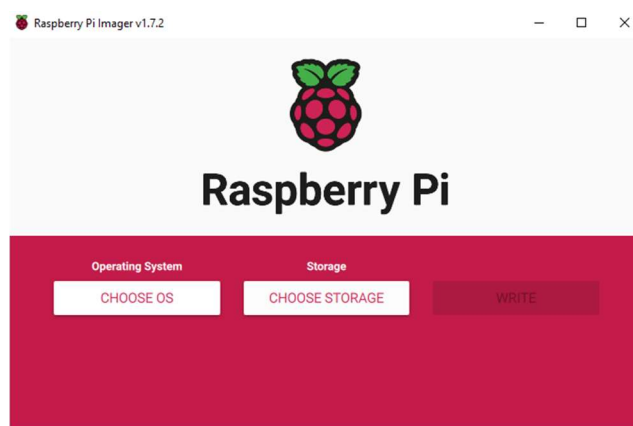 Raspberry Pi Imager v1.7.2
Raspberry Pi
Operating System
Storage
CHOOSE OS
CHOOSE STORAGE
WRITE